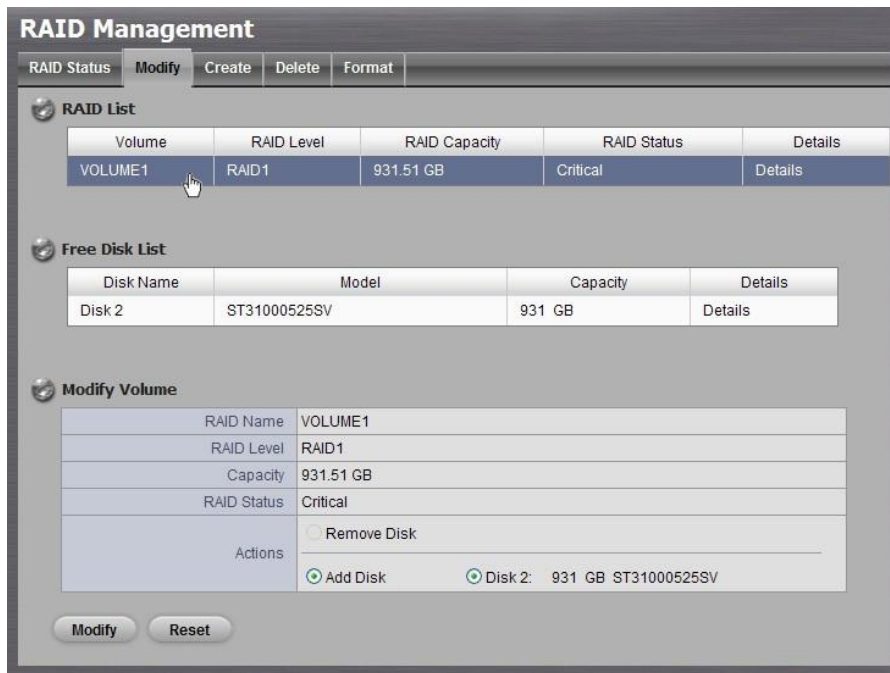 RAID Management
RAID Status Modify Create Delete Format
RAID List
Volume RAID Level RAID Capacity RAID Status Details
VOLUME1 RAID1 931.51 GB Critical Details
Free Disk List
Disk Name Model Capacity Details
Disk 2 ST31000525SV 931 GB Details
Modify Volume
RAID Name VOLUME1
RAID Level RAID1
Capacity 931.51 GB
RAID Status Critical
Actions
Remove Disk
Add Disk Disk 2: 931 GB ST31000525SV
Modify Reset